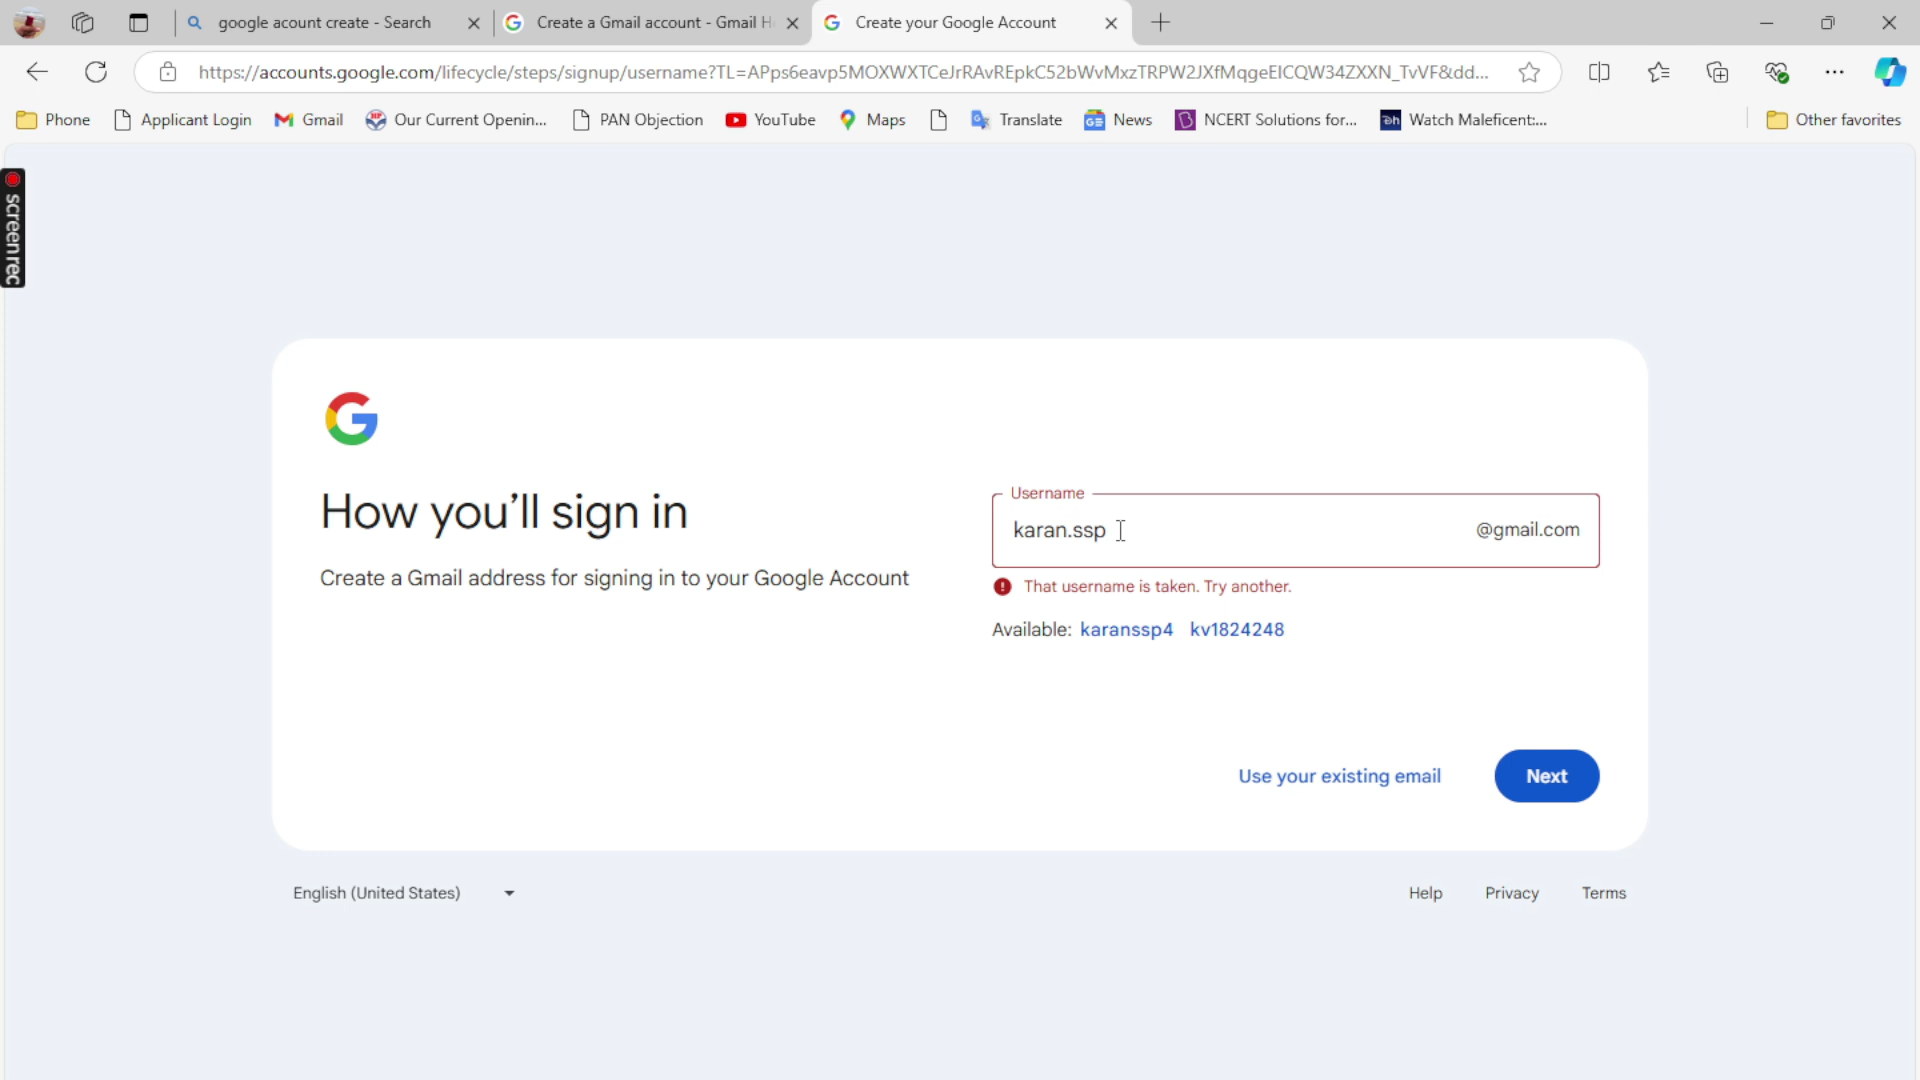 google acount create - Search
Create a Gmail account - Gmail H
Create your Google Account
https://accounts.google.com/lifecycle/steps/signup/username?TL=APps6eavp5MOXWXTCeJrRAvREpkC52bWvMxzTRPW2JXfMqgeEICQW34ZXXN_TvVF&dd...
Phone
Applicant Login
Gmail
Our Current Openin...
PAN Objection
YouTube
Maps
Translate
News
NCERT Solutions for...
Watch Maleficent:...
Other favorites
screenrec
How you'll sign in
Create a Gmail address for signing in to your Google Account
Username
karan.ssp @gmail.com
That username is taken. Try another.
Available: karanssp4 kv1824248
Use your existing email
Next
English (United States)
Help
Privacy
Terms